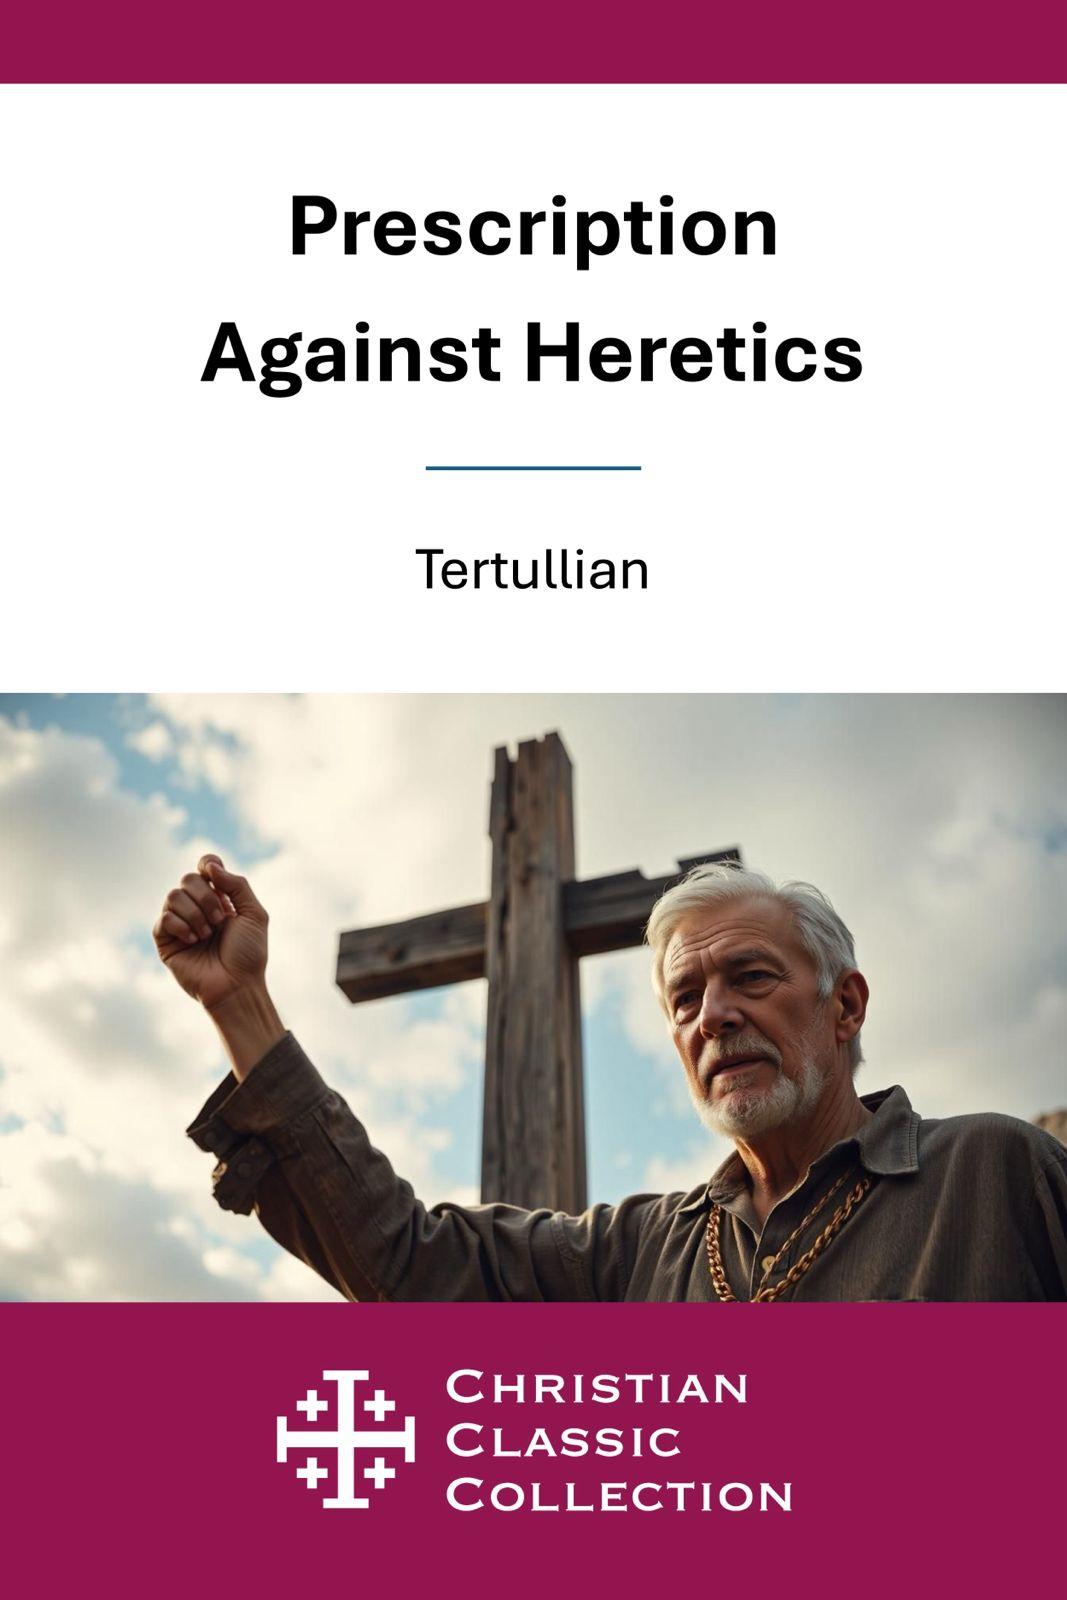 Prescription
Against Heretics
Tertullian
Christian
Classic
Collection